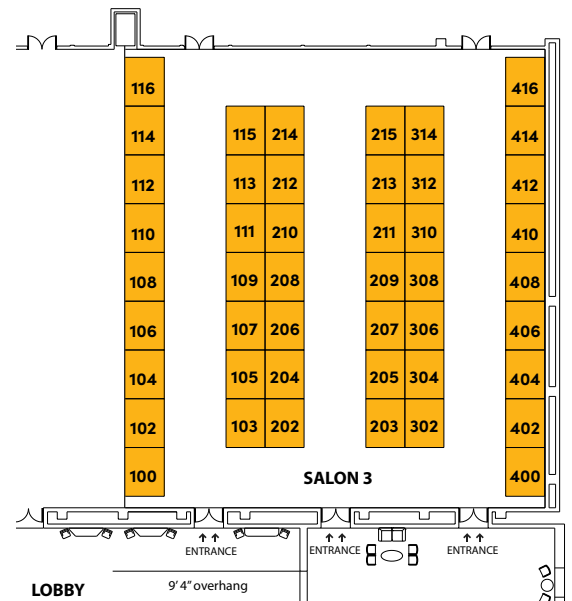 116 416
114 115 214 215 314 414
112 113 212 213 312 412
110 111 210 211 310 410
108 109 208 209 308 408
106 107 206 207 306 406
104 105 204 205 304 404
102 103 202 203 302 402
100 SALON 3 400
ENTRANCE ENTRANCE ENTRANCE
LOBBY 9' 4" overhang